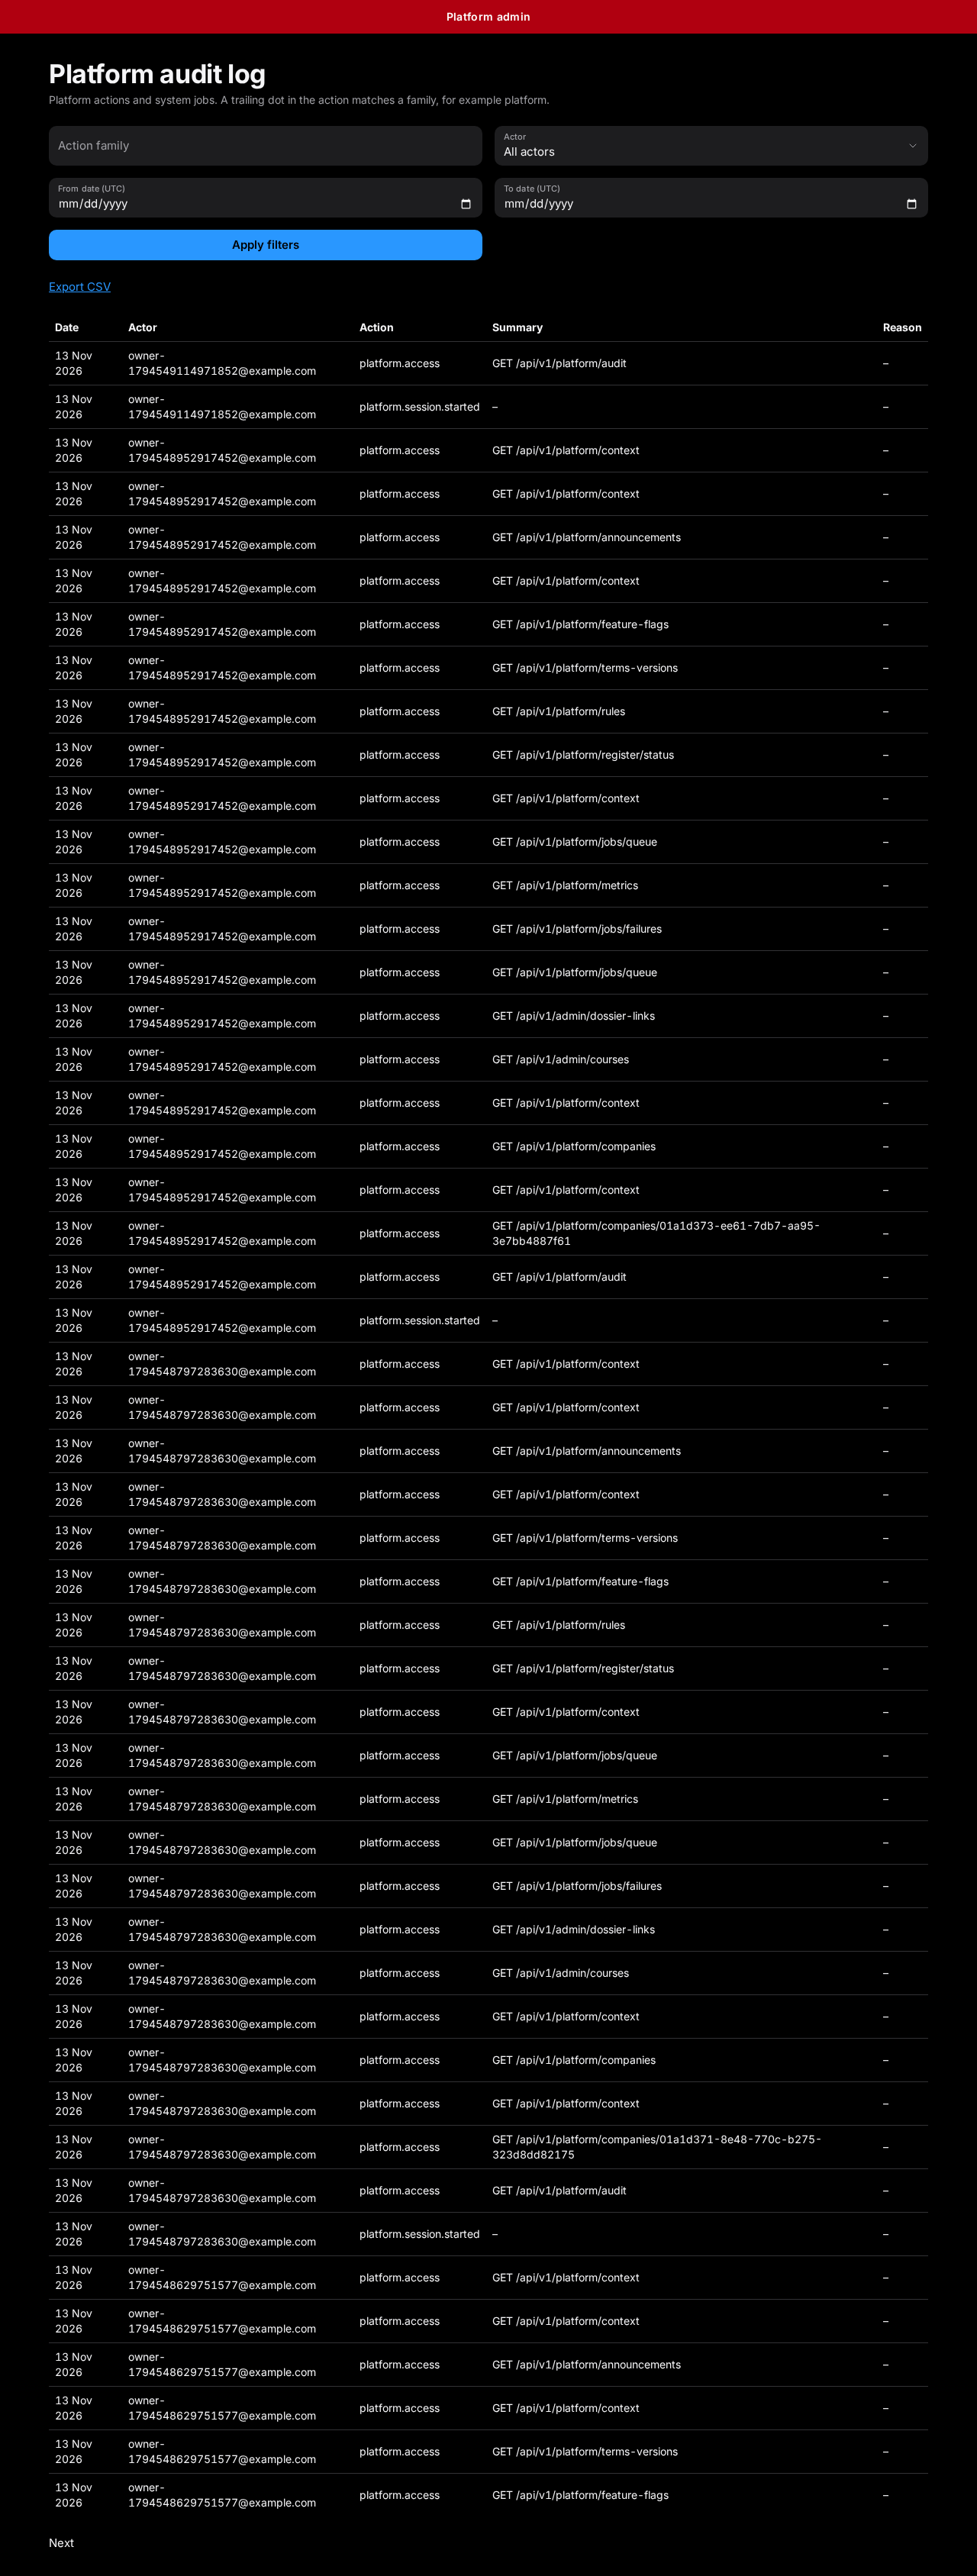 Platform admin
Platform audit log
Platform actions and system jobs. A trailing dot in the action matches a family, for example platform.
Action family
Actor
All actors
From date (UTC)
mm/dd/yyyy
To date (UTC)
mm/dd/yyyy
Apply filters
Export CSV
Date Actor Action Summary Reason
13 Nov 2026 owner-1794549114971852@example.com platform.access GET /api/v1/platform/audit –
13 Nov 2026 owner-1794549114971852@example.com platform.session.started – –
13 Nov 2026 owner-1794548952917452@example.com platform.access GET /api/v1/platform/context –
13 Nov 2026 owner-1794548952917452@example.com platform.access GET /api/v1/platform/context –
13 Nov 2026 owner-1794548952917452@example.com platform.access GET /api/v1/platform/announcements –
13 Nov 2026 owner-1794548952917452@example.com platform.access GET /api/v1/platform/context –
13 Nov 2026 owner-1794548952917452@example.com platform.access GET /api/v1/platform/feature-flags –
13 Nov 2026 owner-1794548952917452@example.com platform.access GET /api/v1/platform/terms-versions –
13 Nov 2026 owner-1794548952917452@example.com platform.access GET /api/v1/platform/rules –
13 Nov 2026 owner-1794548952917452@example.com platform.access GET /api/v1/platform/register/status –
13 Nov 2026 owner-1794548952917452@example.com platform.access GET /api/v1/platform/context –
13 Nov 2026 owner-1794548952917452@example.com platform.access GET /api/v1/platform/jobs/queue –
13 Nov 2026 owner-1794548952917452@example.com platform.access GET /api/v1/platform/metrics –
13 Nov 2026 owner-1794548952917452@example.com platform.access GET /api/v1/platform/jobs/failures –
13 Nov 2026 owner-1794548952917452@example.com platform.access GET /api/v1/platform/jobs/queue –
13 Nov 2026 owner-1794548952917452@example.com platform.access GET /api/v1/admin/dossier-links –
13 Nov 2026 owner-1794548952917452@example.com platform.access GET /api/v1/admin/courses –
13 Nov 2026 owner-1794548952917452@example.com platform.access GET /api/v1/platform/context –
13 Nov 2026 owner-1794548952917452@example.com platform.access GET /api/v1/platform/companies –
13 Nov 2026 owner-1794548952917452@example.com platform.access GET /api/v1/platform/context –
13 Nov 2026 owner-1794548952917452@example.com platform.access GET /api/v1/platform/companies/01a1d373-ee61-7db7-aa95-3e7bb4887f61 –
13 Nov 2026 owner-1794548952917452@example.com platform.access GET /api/v1/platform/audit –
13 Nov 2026 owner-1794548952917452@example.com platform.session.started – –
13 Nov 2026 owner-1794548797283630@example.com platform.access GET /api/v1/platform/context –
13 Nov 2026 owner-1794548797283630@example.com platform.access GET /api/v1/platform/context –
13 Nov 2026 owner-1794548797283630@example.com platform.access GET /api/v1/platform/announcements –
13 Nov 2026 owner-1794548797283630@example.com platform.access GET /api/v1/platform/context –
13 Nov 2026 owner-1794548797283630@example.com platform.access GET /api/v1/platform/terms-versions –
13 Nov 2026 owner-1794548797283630@example.com platform.access GET /api/v1/platform/feature-flags –
13 Nov 2026 owner-1794548797283630@example.com platform.access GET /api/v1/platform/rules –
13 Nov 2026 owner-1794548797283630@example.com platform.access GET /api/v1/platform/register/status –
13 Nov 2026 owner-1794548797283630@example.com platform.access GET /api/v1/platform/context –
13 Nov 2026 owner-1794548797283630@example.com platform.access GET /api/v1/platform/jobs/queue –
13 Nov 2026 owner-1794548797283630@example.com platform.access GET /api/v1/platform/metrics –
13 Nov 2026 owner-1794548797283630@example.com platform.access GET /api/v1/platform/jobs/queue –
13 Nov 2026 owner-1794548797283630@example.com platform.access GET /api/v1/platform/jobs/failures –
13 Nov 2026 owner-1794548797283630@example.com platform.access GET /api/v1/admin/dossier-links –
13 Nov 2026 owner-1794548797283630@example.com platform.access GET /api/v1/admin/courses –
13 Nov 2026 owner-1794548797283630@example.com platform.access GET /api/v1/platform/context –
13 Nov 2026 owner-1794548797283630@example.com platform.access GET /api/v1/platform/companies –
13 Nov 2026 owner-1794548797283630@example.com platform.access GET /api/v1/platform/context –
13 Nov 2026 owner-1794548797283630@example.com platform.access GET /api/v1/platform/companies/01a1d371-8e48-770c-b275-323d8dd82175 –
13 Nov 2026 owner-1794548797283630@example.com platform.access GET /api/v1/platform/audit –
13 Nov 2026 owner-1794548797283630@example.com platform.session.started – –
13 Nov 2026 owner-1794548629751577@example.com platform.access GET /api/v1/platform/context –
13 Nov 2026 owner-1794548629751577@example.com platform.access GET /api/v1/platform/context –
13 Nov 2026 owner-1794548629751577@example.com platform.access GET /api/v1/platform/announcements –
13 Nov 2026 owner-1794548629751577@example.com platform.access GET /api/v1/platform/context –
13 Nov 2026 owner-1794548629751577@example.com platform.access GET /api/v1/platform/terms-versions –
13 Nov 2026 owner-1794548629751577@example.com platform.access GET /api/v1/platform/feature-flags –
Next